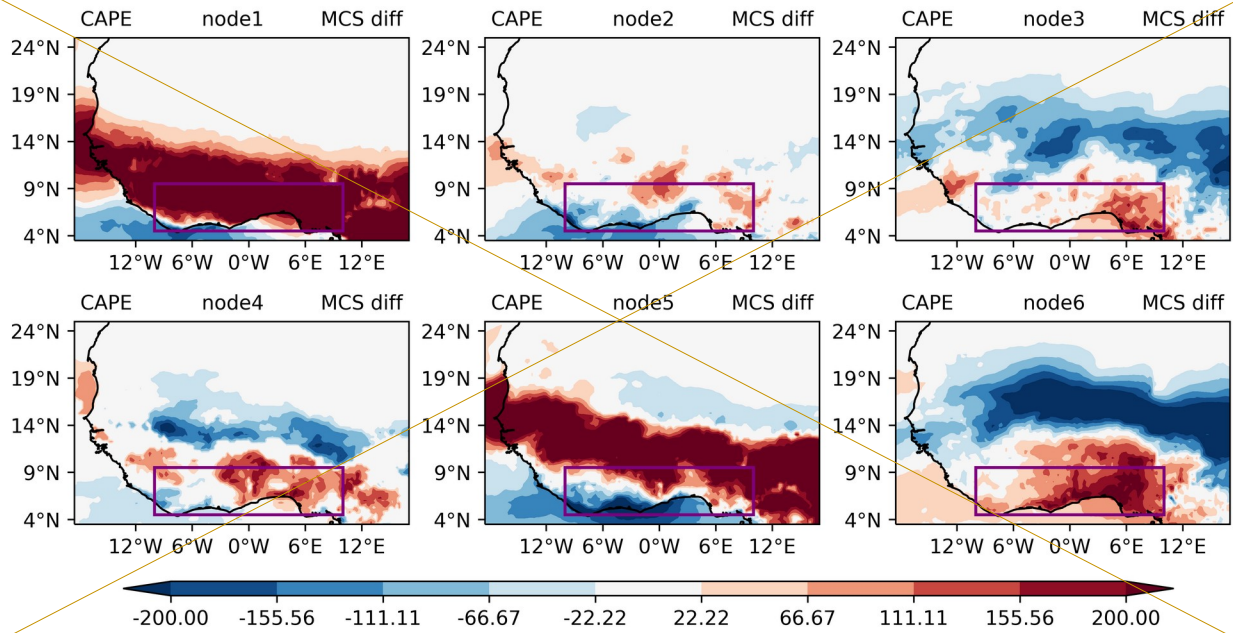 CAPE node1 MCS diff CAPE node2 MCS diff CAPE node3 MCS diff
24°N 24°N 24°N
19°N 19°N 19°N
14°N 14°N 14°N
9°N 9°N 9°N
4°N 4°N 4°N
12°W 6°W 0°W 6°E 12°E 12°W 6°W 0°W 6°E 12°E 12°W 6°W 0°W 6°E 12°E
CAPE node4 MCS diff CAPE node5 MCS diff CAPE node6 MCS diff
24°N 24°N 24°N
19°N 19°N 19°N
14°N 14°N 14°N
9°N 9°N 9°N
4°N 4°N 4°N
12°W 6°W 0°W 6°E 12°E 12°W 6°W 0°W 6°E 12°E 12°W 6°W 0°W 6°E 12°E
-200.00 -155.56 -111.11 -66.67 -22.22 22.22 66.67 111.11 155.56 200.00